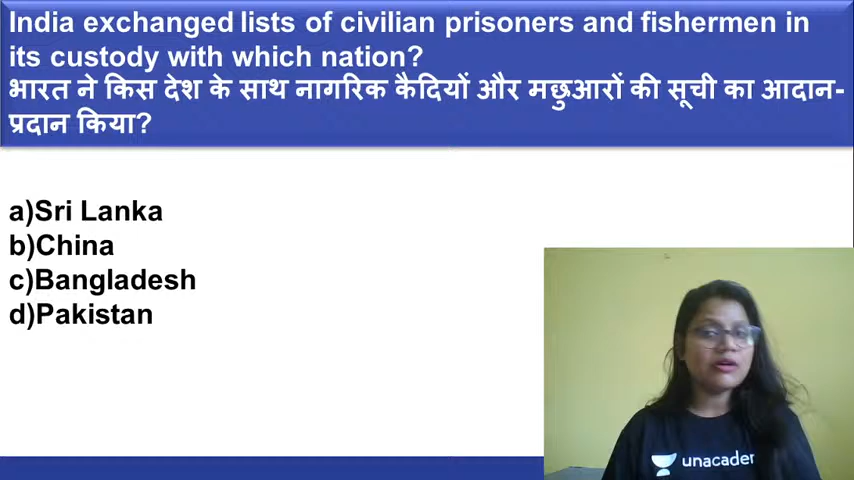 India exchanged lists of civilian prisoners and fishermen in
its custody with which nation?
भारत ने किस देश के साथ नागरिक कैदियों और मछुआरों की सूची का आदान-
प्रदान किया?
a)Sri Lanka
b)China
c)Bangladesh
d)Pakistan
unacader